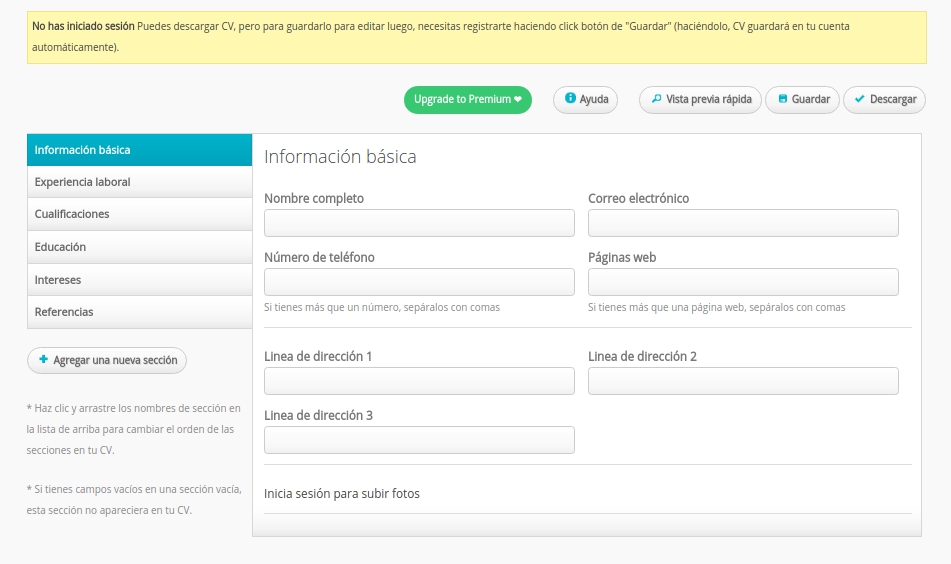 No has iniciado sesión Puedes descargar CV, pero para guardarlo para editar luego, necesitas registrarte haciendo click botón de "Guardar" (haciéndolo, CV guardará en tu cuenta
automáticamente).
Upgrade to Premium ❤ Ayuda Vista previa rápida Guardar Descargar
Información básica
Experiencia laboral
Cualificaciones
Educación
Intereses
Referencias
Agregar una nueva sección
* Haz clic y arrastre los nombres de sección en
la lista de arriba para cambiar el orden de las
secciones en tu CV.
* Si tienes campos vacíos en una sección vacía,
esta sección no apareciera en tu CV.
Información básica
Nombre completo Correo electrónico
Número de teléfono Páginas web
Si tienes más que un número, sepáralos con comas Si tienes más que una página web, sepáralos con comas
Linea de dirección 1 Linea de dirección 2
Linea de dirección 3
Inicia sesión para subir fotos